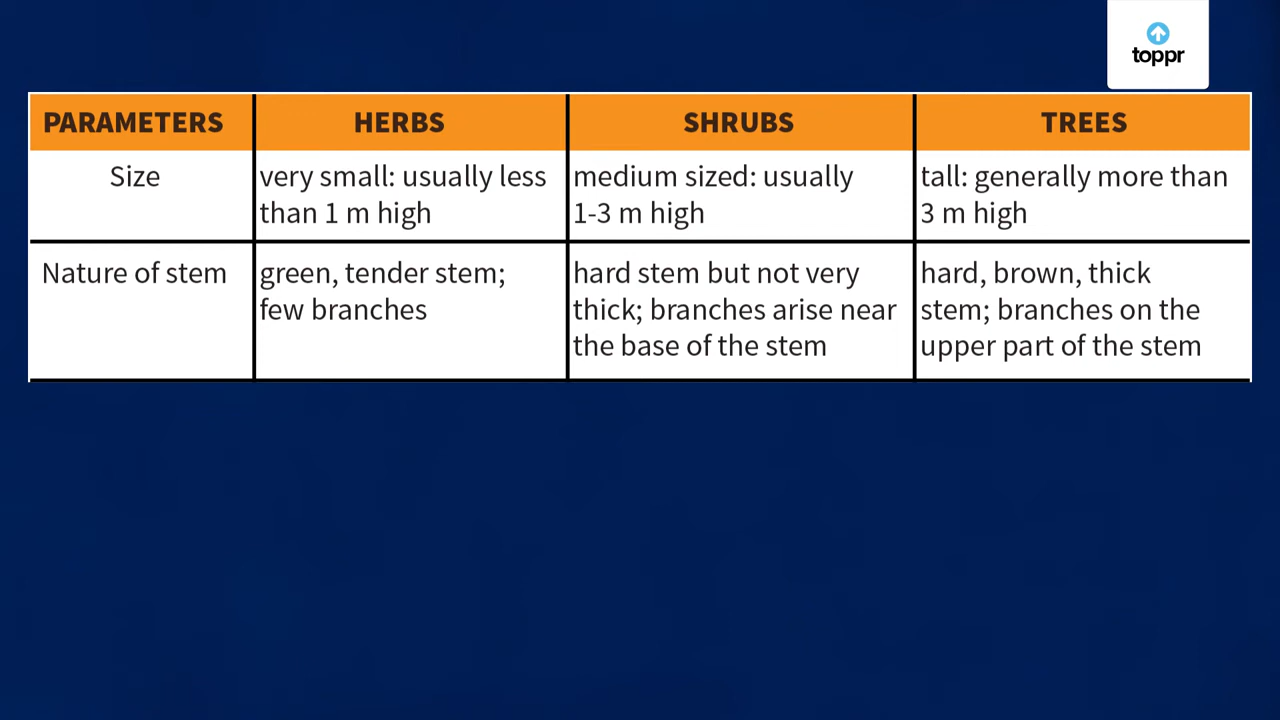 toppr
PARAMETERS HERBS SHRUBS TREES
Size
very small: usually less
than 1 m high
medium sized: usually
1-3 m high
tall: generally more than
3 m high
Nature of stem
green, tender stem;
few branches
hard stem but not very
thick; branches arise near
the base of the stem
hard, brown, thick
stem; branches on the
upper part of the stem